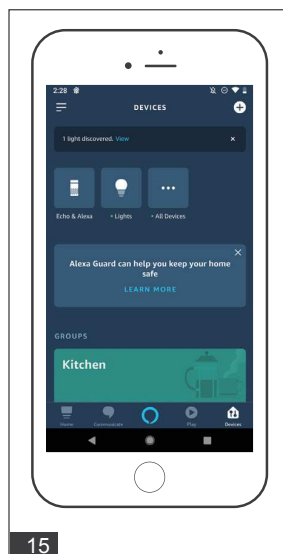 2:28
DEVICES
1 light discovered. View ×
Echo & Alexa • Lights • All Devices
Alexa Guard can help you keep your home
safe
LEARN MORE
GROUPS
Kitchen
Home Communicate Play Devices
15